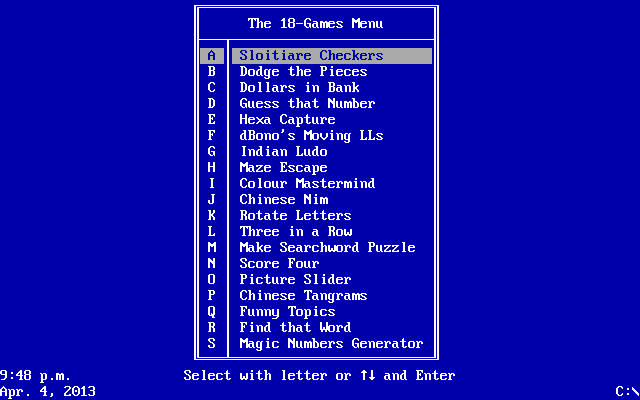 The 18-Games Menu
A Sloitiare Checkers
B Dodge the Pieces
C Dollars in Bank
D Guess that Number
E Hexa Capture
F dBono's Moving LLs
G Indian Ludo
H Maze Escape
I Colour Mastermind
J Chinese Nim
K Rotate Letters
L Three in a Row
M Make Searchword Puzzle
N Score Four
O Picture Slider
P Chinese Tangrams
Q Funny Topics
R Find that Word
S Magic Numbers Generator
9:48 p.m. Select with letter or ↑↓ and Enter
Apr. 4, 2013 C:\